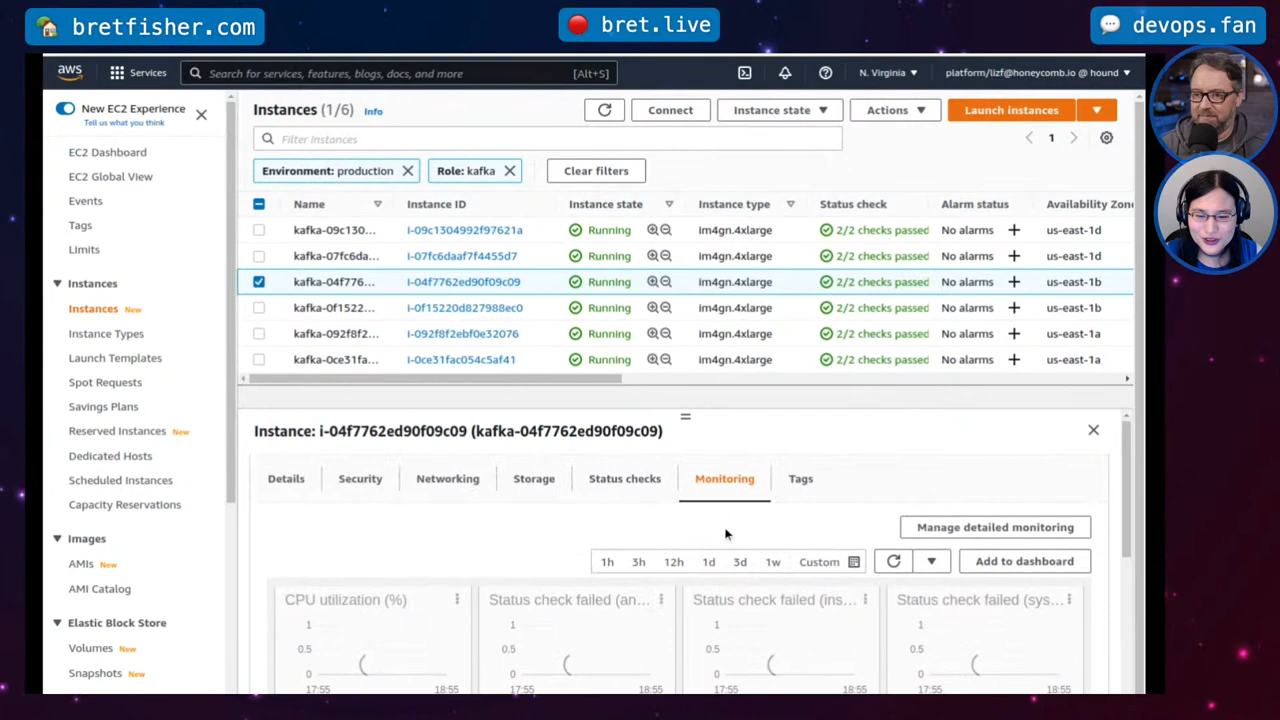 bretfisher.com
bret.live
devops.fan
aws
Services
Search for services, features, blogs, docs, and more
[Alt+S]
N. Virginia
platform/lizf@honeycomb.io @ hound
New EC2 Experience
Tell us what you think
EC2 Dashboard
EC2 Global View
Events
Tags
Limits
Instances
Instances New
Instance Types
Launch Templates
Spot Requests
Savings Plans
Reserved Instances New
Dedicated Hosts
Scheduled Instances
Capacity Reservations
Images
AMIs New
AMI Catalog
Elastic Block Store
Volumes New
Snapshots New
Instances (1/6) Info
Connect
Instance state
Actions
Launch instances
Filter instances
1
Environment: production
Role: kafka
Clear filters
Name Instance ID Instance state Instance type Status check Alarm status Availability Zone
kafka-09c130... i-09c1304992f97621a Running im4gn.4xlarge 2/2 checks passed No alarms + us-east-1d
kafka-07fc6da... i-07fc6daaf7f4455d7 Running im4gn.4xlarge 2/2 checks passed No alarms + us-east-1d
kafka-04f776... i-04f7762ed90f09c09 Running im4gn.4xlarge 2/2 checks passed No alarms + us-east-1b
kafka-0f1522... i-0f15220d827988ec0 Running im4gn.4xlarge 2/2 checks passed No alarms + us-east-1b
kafka-092f8f2... i-092f8f2ebf0e32076 Running im4gn.4xlarge 2/2 checks passed No alarms + us-east-1a
kafka-0ce31fa... i-0ce31fac054c5af41 Running im4gn.4xlarge 2/2 checks passed No alarms + us-east-1a
Instance: i-04f7762ed90f09c09 (kafka-04f7762ed90f09c09)
Details
Security
Networking
Storage
Status checks
Monitoring
Tags
Manage detailed monitoring
1h 3h 12h 1d 3d 1w Custom
Add to dashboard
CPU utilization (%)
1
0.5
0
17:55 18:55
Status check failed (an...
1
0.5
0
17:55 18:55
Status check failed (ins...
1
0.5
0
17:55 18:55
Status check failed (sys...
1
0.5
0
17:55 18:55